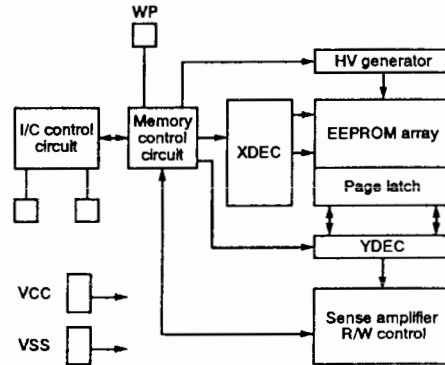 WP
HV generator
I/C control
circuit
Memory
control
circuit
XDEC
EEPROM array
Page latch
YDEC
VCC
Sense amplifier
R/W control
VSS